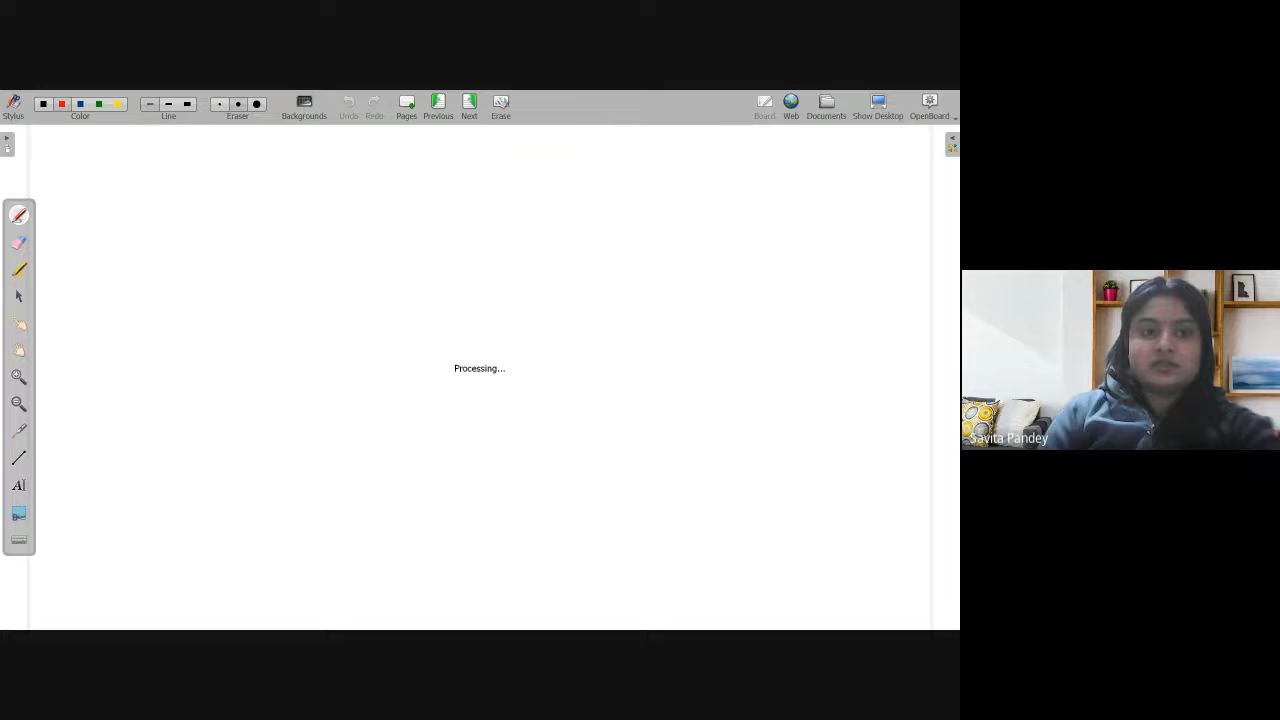 Stylus Color Line Eraser Backgrounds Undo Redo Pages Previous Next Erase Board Web Documents Show Desktop OpenBoard
Processing...
AI
Savita Pandey